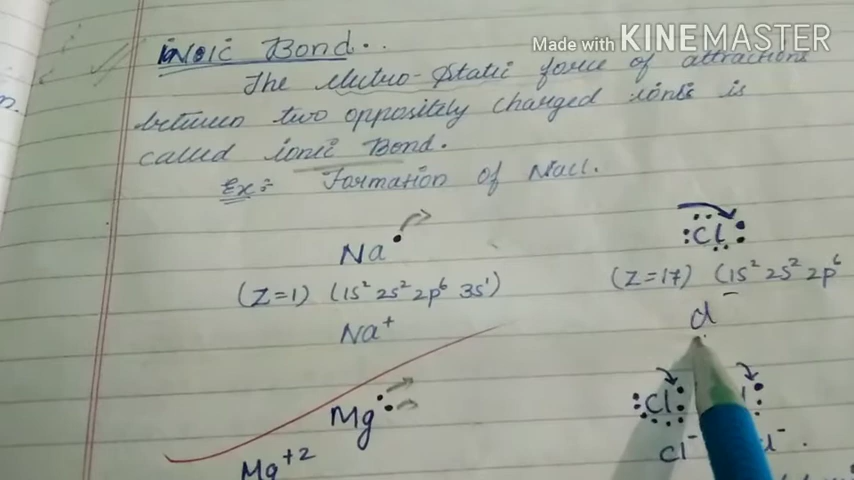 Made with KINEMASTER
INoic Bond..
The Electro-Static force of attractions
between two oppositely charged ions is
called ionic Bond.
Ex:- Formation of Nacl.
Na Cl
(Z=1) (1s² 2s² 2p⁶ 3s¹) (Z=17) (1s² 2s² 2p⁶
Na⁺ Cl⁻
Mg Cl
Mg⁺² Cl⁻